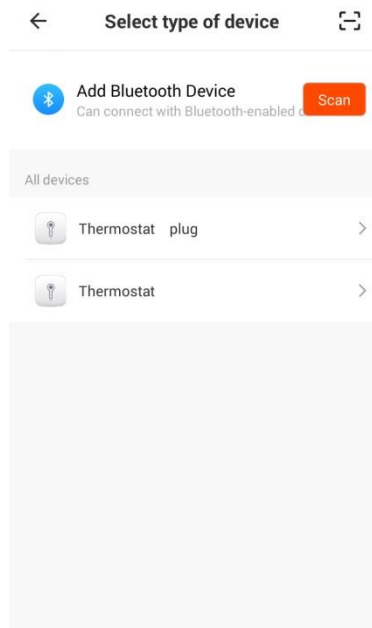 Select type of device
Add Bluetooth Device
Scan
Can connect with Bluetooth-enabled
All devices
Thermostat plug
Thermostat